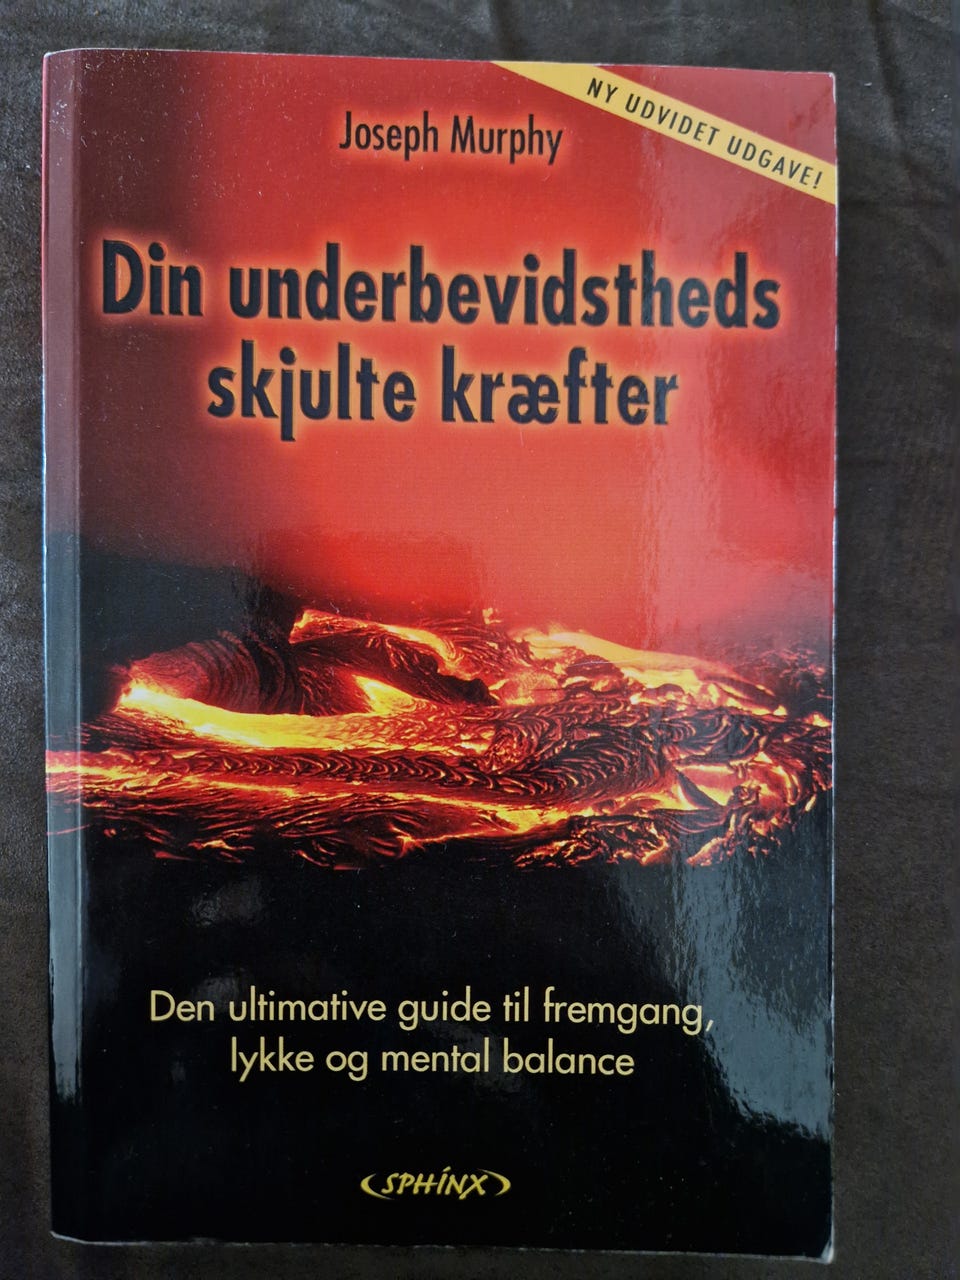 NY UDVIDET UDGAVE!
Joseph Murphy
Din underbevidstheds
skjulte kræfter
Den ultimative guide til fremgang,
lykke og mental balance
SPHINX